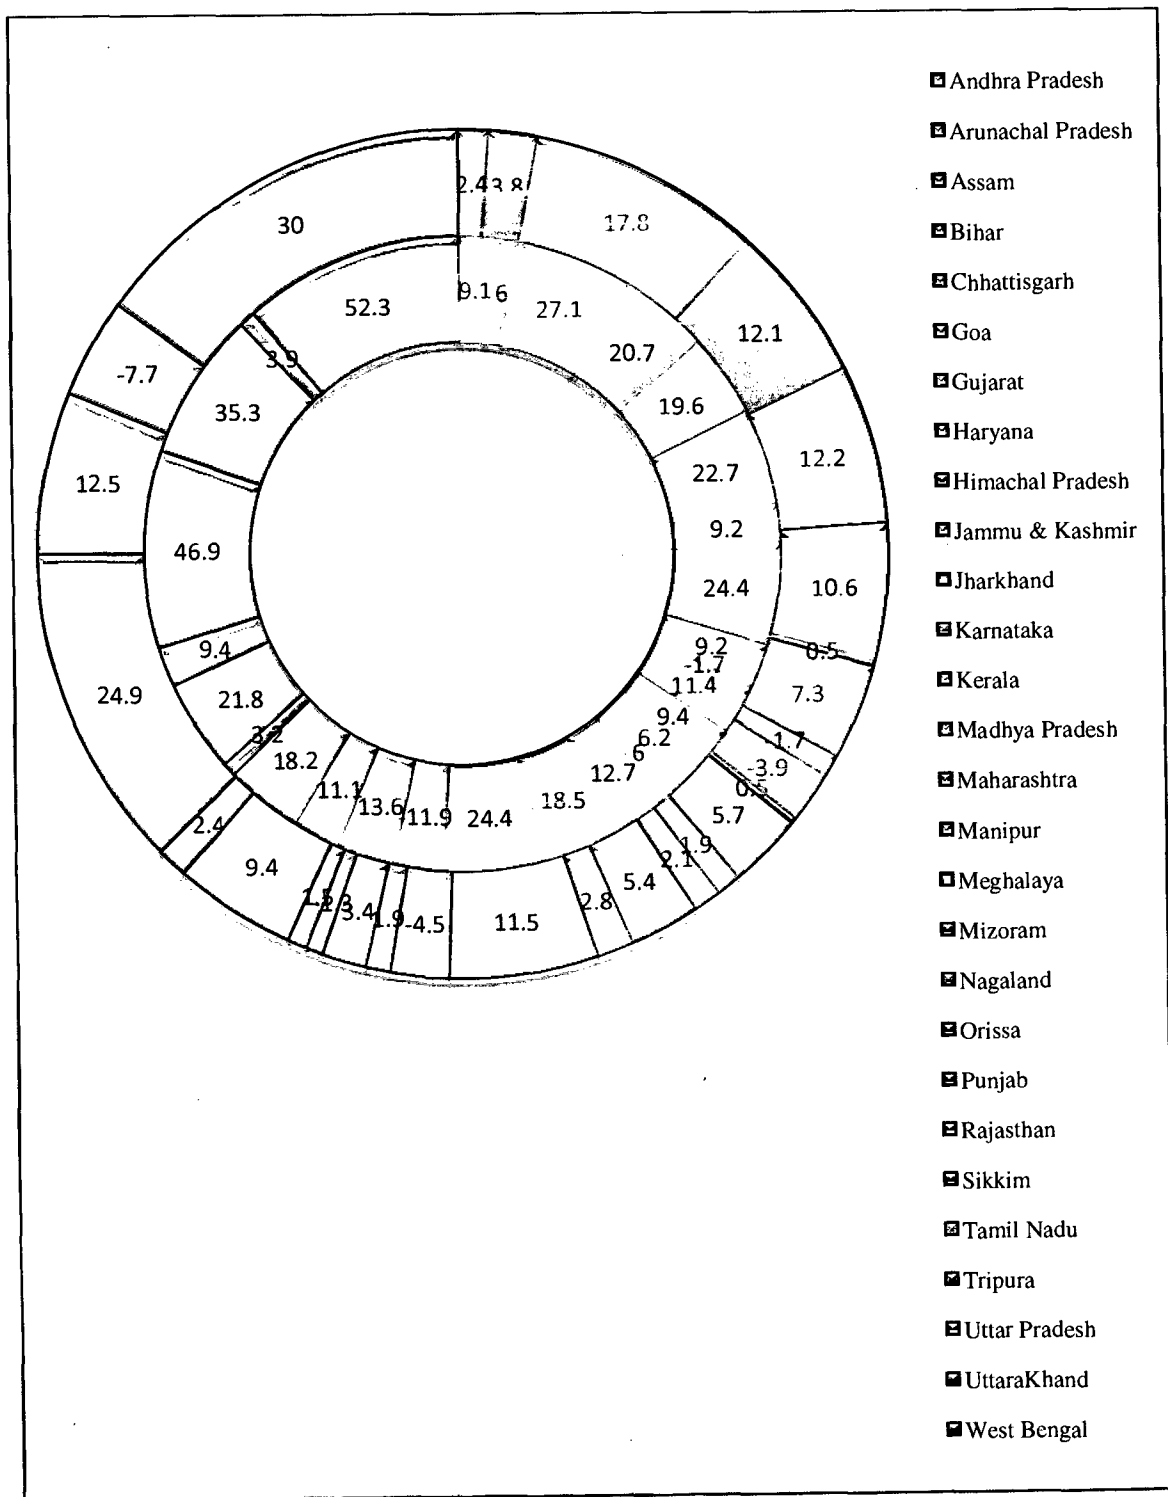 Andhra Pradesh
Arunachal Pradesh
Assam
Bihar
Chhattisgarh
Goa
Gujarat
Haryana
Himachal Pradesh
Jammu & Kashmir
Jharkhand
Karnataka
Kerala
Madhya Pradesh
Maharashtra
Manipur
Meghalaya
Mizoram
Nagaland
Orissa
Punjab
Rajasthan
Sikkim
Tamil Nadu
Tripura
Uttar Pradesh
UttaraKhand
West Bengal
2.4
3.8
17.8
12.1
12.2
10.6
0.5
7.3
-1.7
-3.9
5.7
1.9
2.1
5.4
2.8
11.5
-4.5
1.9
3.4
1.5
9.4
2.4
24.9
12.5
-7.7
30
9.1
6
27.1
20.7
19.6
22.7
9.2
24.4
9.2
-1.7
11.4
9.4
6.2
6
12.7
18.5
24.4
11.9
13.6
11.1
18.2
3.2
21.8
9.4
46.9
35.3
3.9
52.3